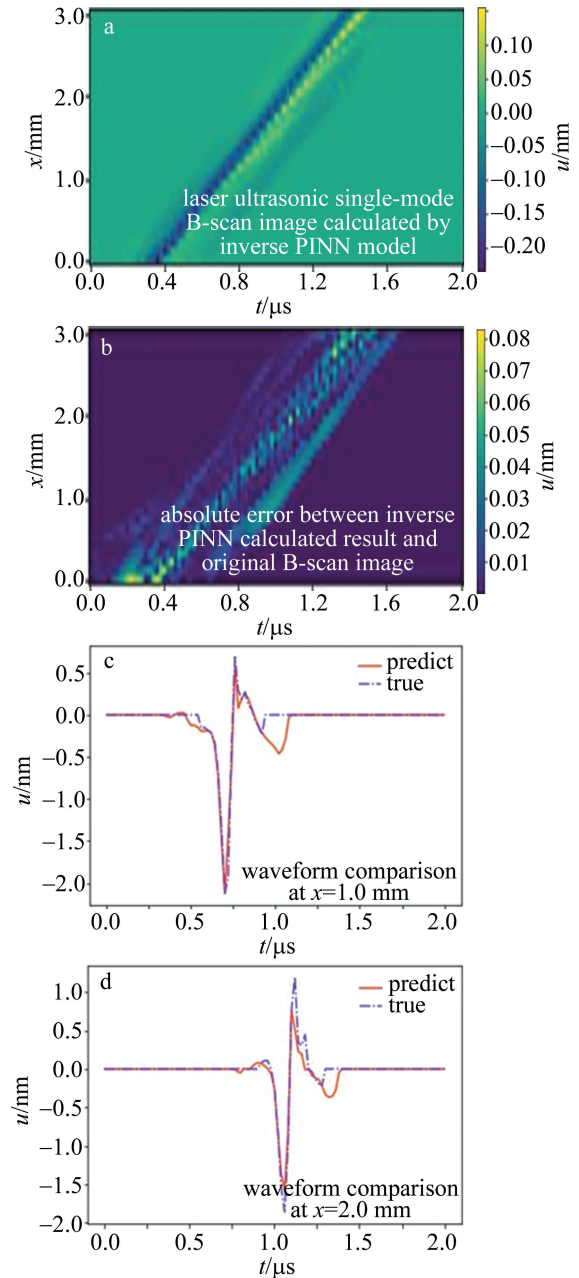 a
3.0
2.0
1.0
0.0
x/mm
laser ultrasonic single-mode
B-scan image calculated by
inverse PINN model
0.0 0.4 0.8 1.2 1.6 2.0
t/μs
0.10
0.05
0.00
−0.05
−0.10
−0.15
−0.20
u/nm
b
3.0
2.0
1.0
0.0
x/mm
absolute error between inverse
PINN calculated result and
original B-scan image
0.0 0.4 0.8 1.2 1.6 2.0
t/μs
0.08
0.07
0.06
0.05
0.04
0.03
0.02
0.01
u/nm
c
predict
true
0.5
0.0
−0.5
−1.0
−1.5
−2.0
u/nm
waveform comparison
at x=1.0 mm
0.0 0.5 1.0 1.5 2.0
t/μs
d
predict
true
1.0
0.5
0.0
−0.5
−1.0
−1.5
−2.0
u/nm
waveform comparison
at x=2.0 mm
0.0 0.5 1.0 1.5 2.0
t/μs